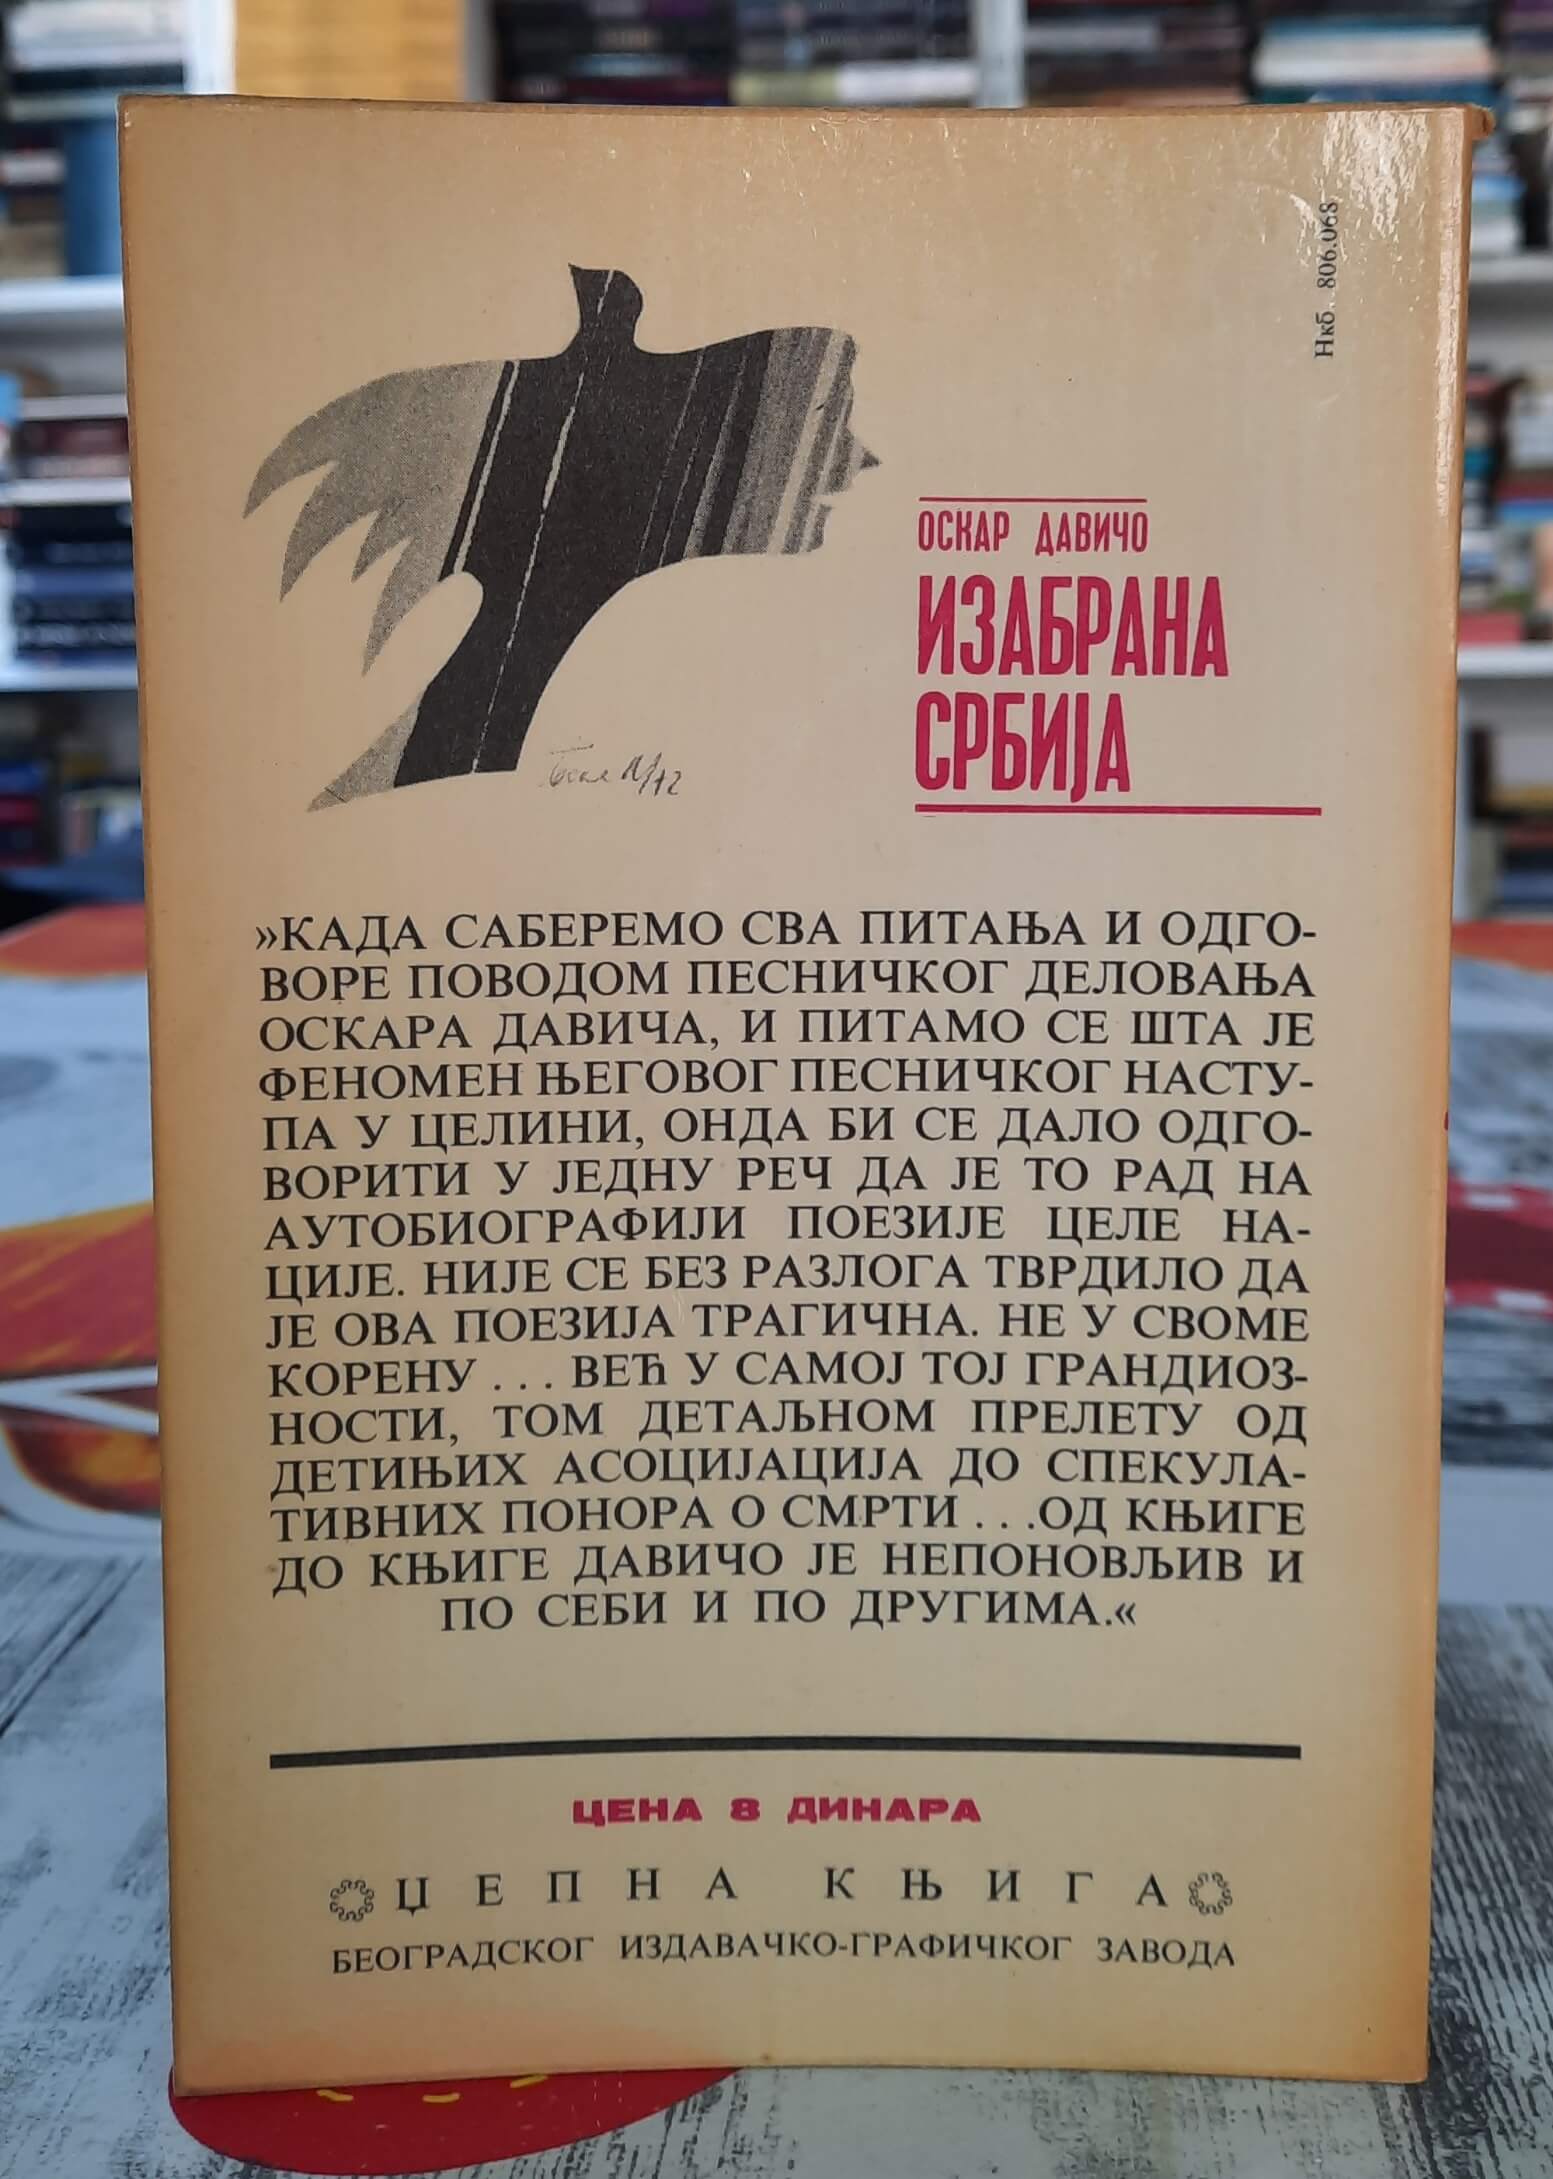 Нкб. 806.068
ОСКАР ДАВИЧО
ИЗАБРАНА
СРБИЈА
»КАДА САБЕРЕМО СВА ПИТАЊА И ОДГО-
ВОРЕ ПОВОДОМ ПЕСНИЧКОГ ДЕЛОВАЊА
ОСКАРА ДАВИЧА, И ПИТАМО СЕ ШТА ЈЕ
ФЕНОМЕН ЊЕГОВОГ ПЕСНИЧКОГ НАСТУ-
ПА У ЦЕЛИНИ, ОНДА БИ СЕ ДАЛО ОДГО-
ВОРИТИ У ЈЕДНУ РЕЧ ДА ЈЕ ТО РАД НА
АУТОБИОГРАФИЈИ ПОЕЗИЈЕ ЦЕЛЕ НА-
ЦИЈЕ. НИЈЕ СЕ БЕЗ РАЗЛОГА ТВРДИЛО ДА
ЈЕ ОВА ПОЕЗИЈА ТРАГИЧНА. НЕ У СВОМЕ
КОРЕНУ ... ВЕЋ У САМОЈ ТОЈ ГРАНДИОЗ-
НОСТИ, ТОМ ДЕТАЉНОМ ПРЕЛЕТУ ОД
ДЕТИЊИХ АСОЦИЈАЦИЈА ДО СПЕКУЛА-
ТИВНИХ ПОНОРА О СМРТИ ...ОД КЊИГЕ
ДО КЊИГЕ ДАВИЧО ЈЕ НЕПОНОВЉИВ И
ПО СЕБИ И ПО ДРУГИМА.«
ЦЕНА 8 ДИНАРА
ЏЕПНА КЊИГА
БЕОГРАДСКОГ ИЗДАВАЧКО-ГРАФИЧКОГ ЗАВОДА